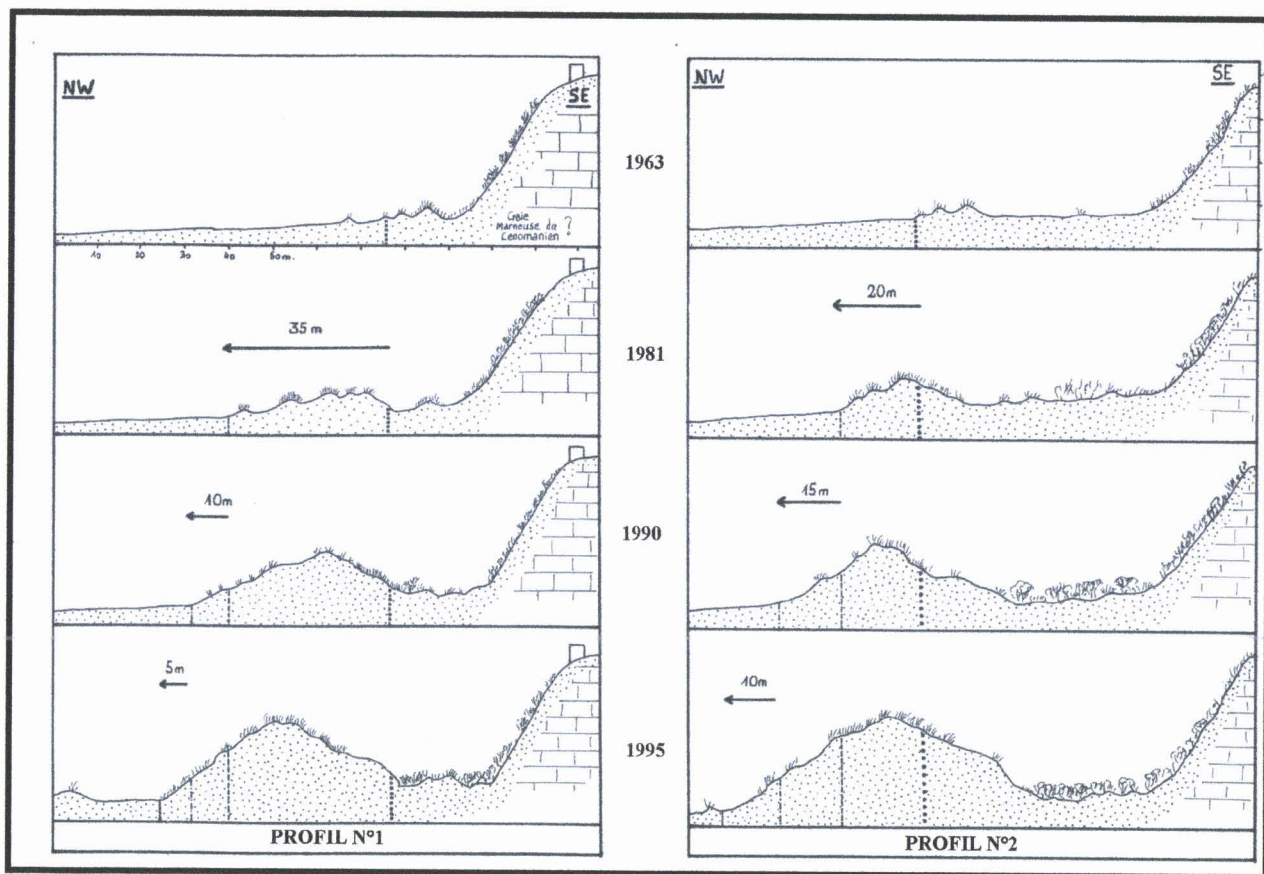 NW
SE
Craie
Marneuse du
Cenomanien ?
10 20 30 40 50m.
NW
SE
1963
35m
1981
20m
10m
1990
15m
5m
1995
10m
PROFIL N°1
PROFIL N°2